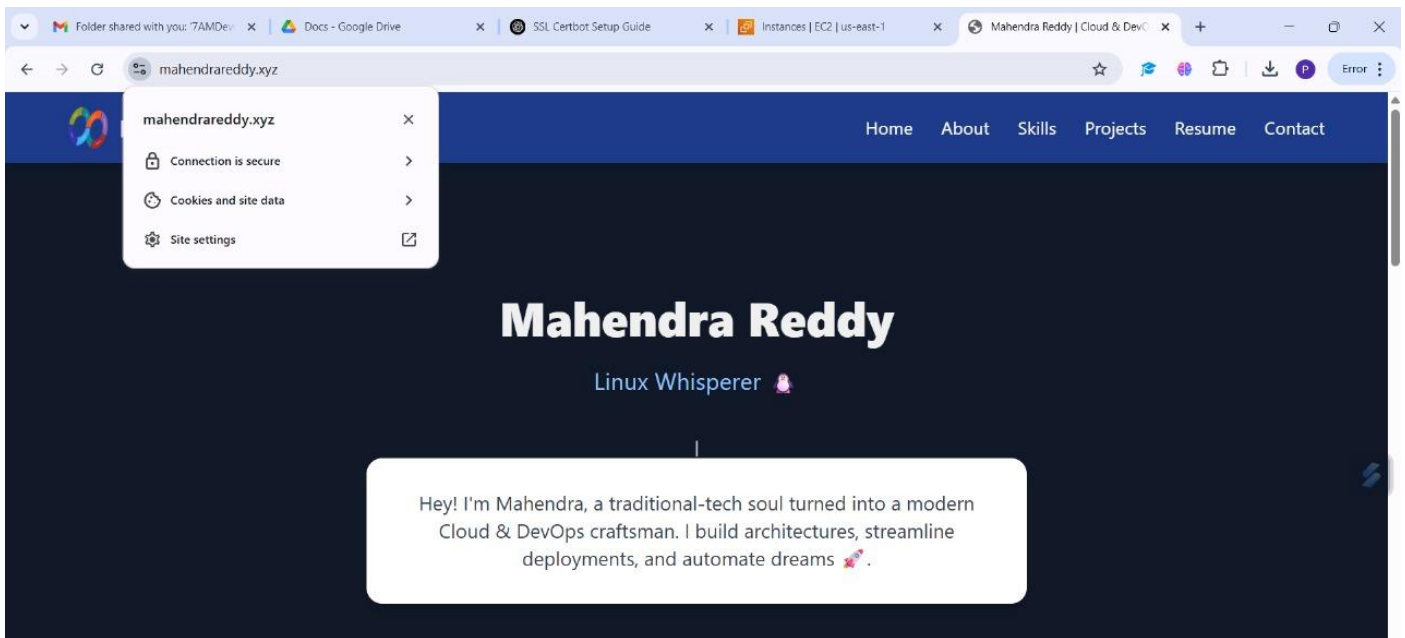 Folder shared with you: '7AMDev
Docs - Google Drive
SSL Certbot Setup Guide
Instances | EC2 | us-east-1
Mahendra Reddy | Cloud & DevO
mahendrareddy.xyz
P
Error
mahendrareddy.xyz
Connection is secure
Cookies and site data
Site settings
Home About Skills Projects Resume Contact
Mahendra Reddy
Linux Whisperer 🐧
|
Hey! I'm Mahendra, a traditional-tech soul turned into a modern
Cloud & DevOps craftsman. I build architectures, streamline
deployments, and automate dreams 🚀.